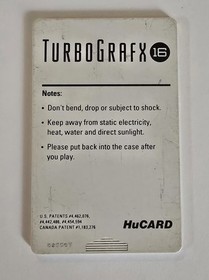 TURBOGRAFX 16
Notes:
• Don't bend, drop or subject to shock.
• Keep away from static electricity,
heat, water and direct sunlight.
• Please put back into the case after
you play.
U.S. PATENTS #4,462,076,
#4,442,486, #4,454,594
CANADA PATENT #1,183,276
HuCARD